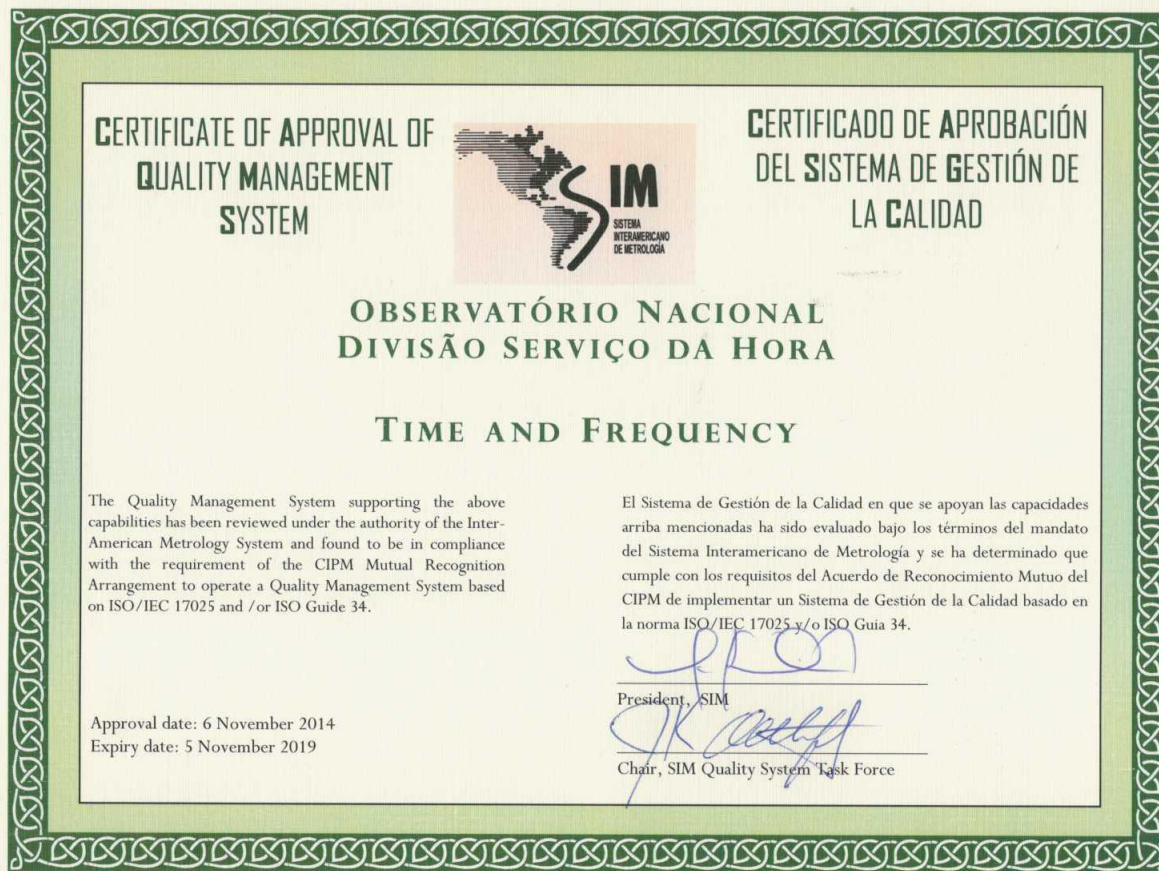 CERTIFICATE OF APPROVAL OF
QUALITY MANAGEMENT
SYSTEM
SIM
SISTEMA
INTERAMERICANO
DE METROLOGÍA
CERTIFICADO DE APROBACIÓN
DEL SISTEMA DE GESTIÓN DE
LA CALIDAD
OBSERVATÓRIO NACIONAL
DIVISÃO SERVIÇO DA HORA
TIME AND FREQUENCY
The Quality Management System supporting the above
capabilities has been reviewed under the authority of the Inter-
American Metrology System and found to be in compliance
with the requirement of the CIPM Mutual Recognition
Arrangement to operate a Quality Management System based
on ISO/IEC 17025 and /or ISO Guide 34.
Approval date: 6 November 2014
Expiry date: 5 November 2019
El Sistema de Gestión de la Calidad en que se apoyan las capacidades
arriba mencionadas ha sido evaluado bajo los términos del mandato
del Sistema Interamericano de Metrología y se ha determinado que
cumple con los requisitos del Acuerdo de Reconocimiento Mutuo del
CIPM de implementar un Sistema de Gestión de la Calidad basado en
la norma ISO/IEC 17025 y/o ISO Guia 34.
President, SIM
Chair, SIM Quality System Task Force